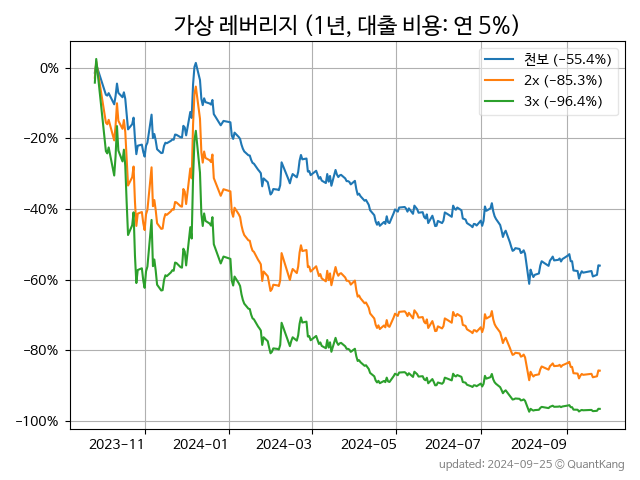 가상 레버리지 (1년, 대출 비용: 연 5%)
천보 (−55.4%)
2x (−85.3%)
3x (−96.4%)
0%
−20%
−40%
−60%
−80%
−100%
2023−11 2024−01 2024−03 2024−05 2024−07 2024−09
updated: 2024-09-25 © QuantKang